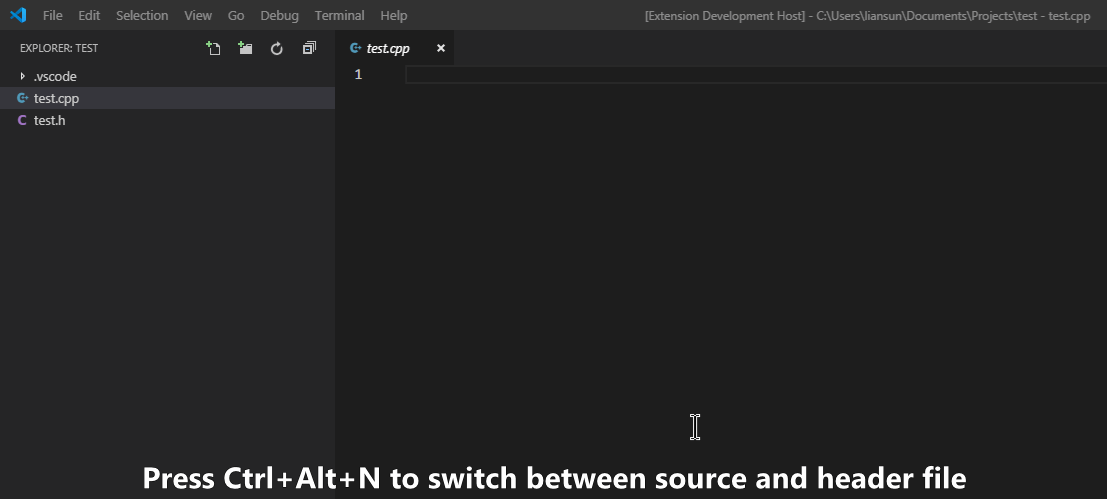 File Edit Selection View Go Debug Terminal Help [Extension Development Host] - C:\Users\liansun\Documents\Projects\test - test.cpp
EXPLORER: TEST
test.cpp
1
.vscode
test.cpp
test.h
Press Ctrl+Alt+N to switch between source and header file